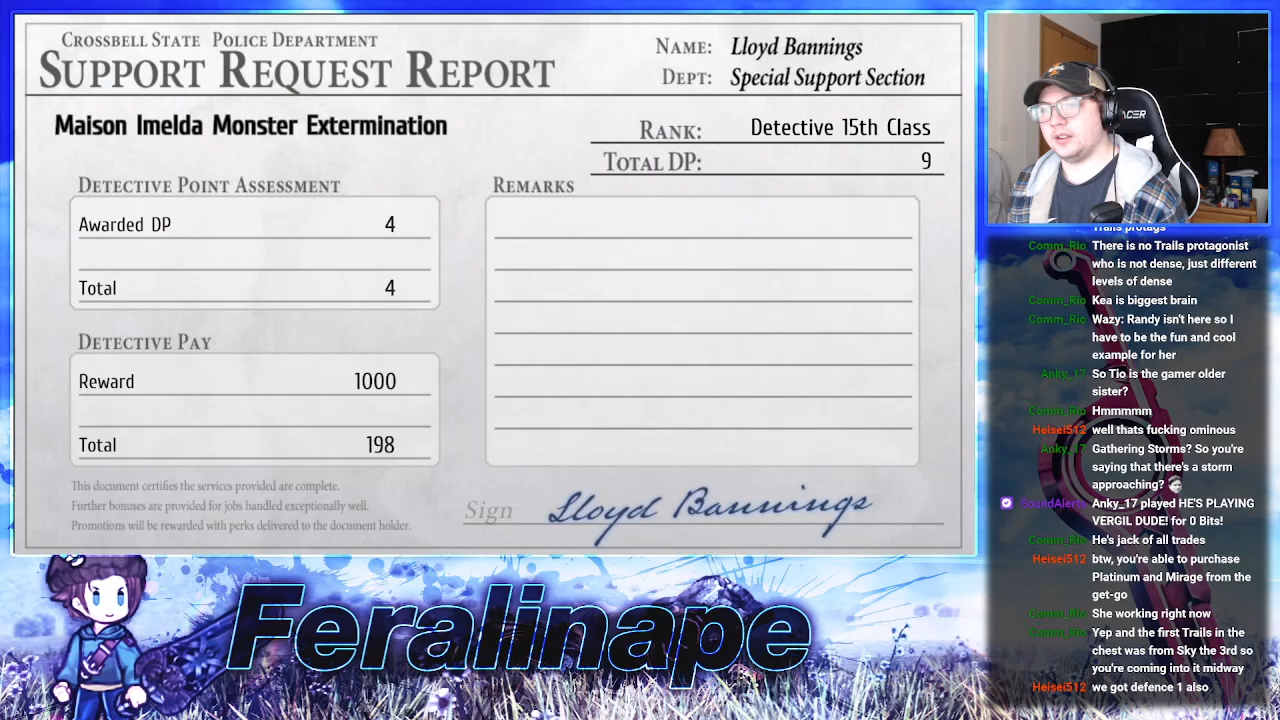 CROSSBELL STATE POLICE DEPARTMENT
SUPPORT REQUEST REPORT
NAME: Lloyd Bannings
DEPT: Special Support Section
Maison Imelda Monster Extermination
RANK: Detective 15th Class
TOTAL DP: 9
DETECTIVE POINT ASSESSMENT
Awarded DP 4
Total 4
DETECTIVE PAY
Reward 1000
Total 198
REMARKS
This document certifies the services provided are complete.
Further bonuses are provided for jobs handled exceptionally well.
Promotions will be rewarded with perks delivered to the document holder.
Sign Lloyd Bannings
Feralinape
ACER
Trails protags
Comm_Rio There is no Trails protagonist
who is not dense, just different
levels of dense
Comm_Rio Kea is biggest brain
Comm_Rio Wazy: Randy isn't here so I
have to be the fun and cool
example for her
Anky_17 So Tio is the gamer older
sister?
Comm_Rio Hmmmmm
Heisei512 well thats fucking ominous
Anky_17 Gathering Storms? So you're
saying that there's a storm
approaching?
SoundAlerts Anky_17 played HE'S PLAYING
VERGIL DUDE! for 0 Bits!
Comm_Rio He's jack of all trades
Heisei512 btw, you're able to purchase
Platinum and Mirage from the
get-go
Comm_Rio She working right now
Comm_Rio Yep and the first Trails in the
chest was from Sky the 3rd so
you're coming into it midway
Heisei512 we got defence 1 also